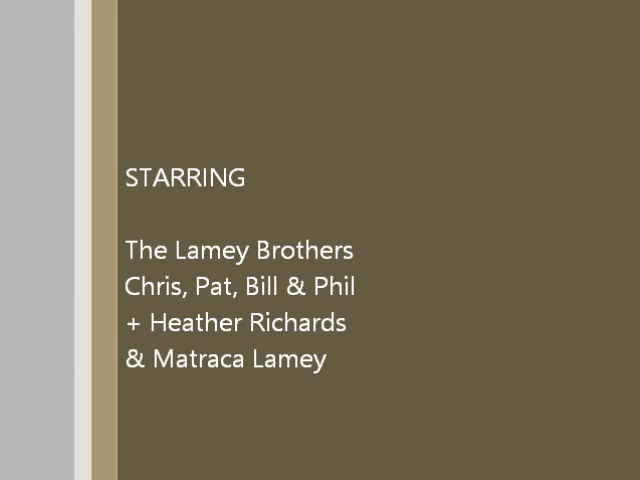 STARRING
The Lamey Brothers
Chris, Pat, Bill & Phil
+ Heather Richards
& Matraca Lamey